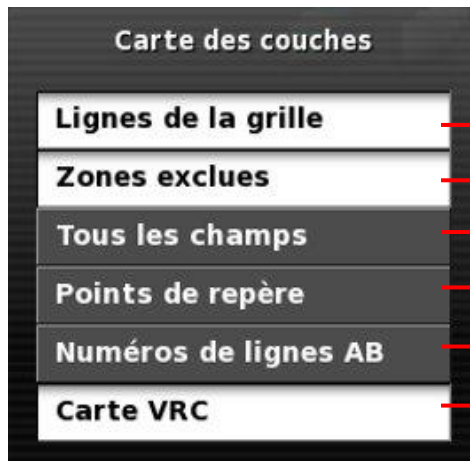 Carte des couches
Lignes de la grille
Zones exclues
Tous les champs
Points de repère
Numéros de lignes AB
Carte VRC